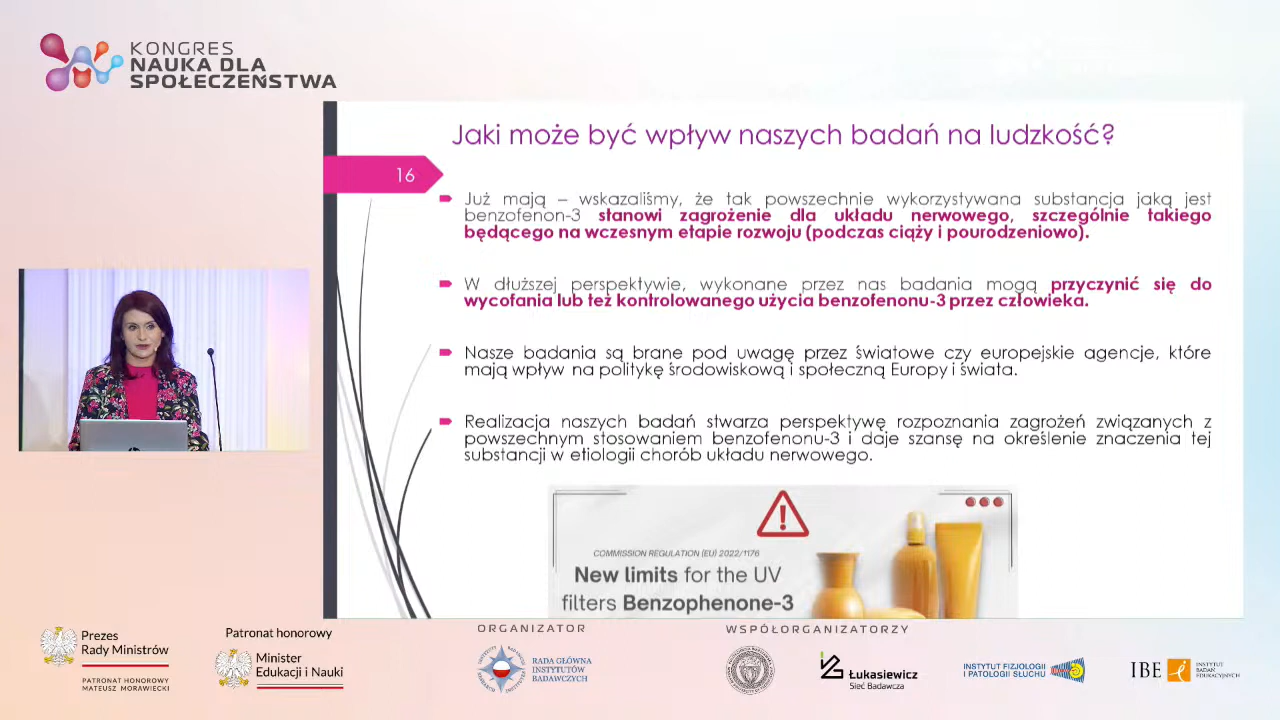 KONGRES
NAUKA DLA
SPOŁECZEŃSTWA
Jaki może być wpływ naszych badań na ludzkość?
16
Już mają – wskazaliśmy, że tak powszechnie wykorzystywana substancja jaką jest
benzofenon-3 stanowi zagrożenie dla układu nerwowego, szczególnie takiego
będącego na wczesnym etapie rozwoju (podczas ciąży i pourodzeniowo).
W dłuższej perspektywie, wykonane przez nas badania mogą przyczynić się do
wycofania lub też kontrolowanego użycia benzofenonu-3 przez człowieka.
Nasze badania są brane pod uwagę przez światowe czy europejskie agencje, które
mają wpływ na politykę środowiskową i społeczną Europy i świata.
Realizacja naszych badań stwarza perspektywę rozpoznania zagrożeń związanych z
powszechnym stosowaniem benzofenonu-3 i daje szansę na określenie znaczenia tej
substancji w etiologii chorób układu nerwowego.
COMMISSION REGULATION (EU) 2022/1176
New limits for the UV
filters Benzophenone-3
Prezes
Rady Ministrów
PATRONAT HONOROWY
MATEUSZ MORAWIECKI
Patronat honorowy
Minister
Edukacji i Nauki
ORGANIZATOR
RADA GŁÓWNA
INSTYTUTÓW
BADAWCZYCH
WSPÓŁORGANIZATORZY
Łukasiewicz
Sieć Badawcza
INSTYTUT FIZJOLOGII
I PATOLOGII SŁUCHU
IBE
INSTYTUT
BADAŃ
EDUKACYJNYCH